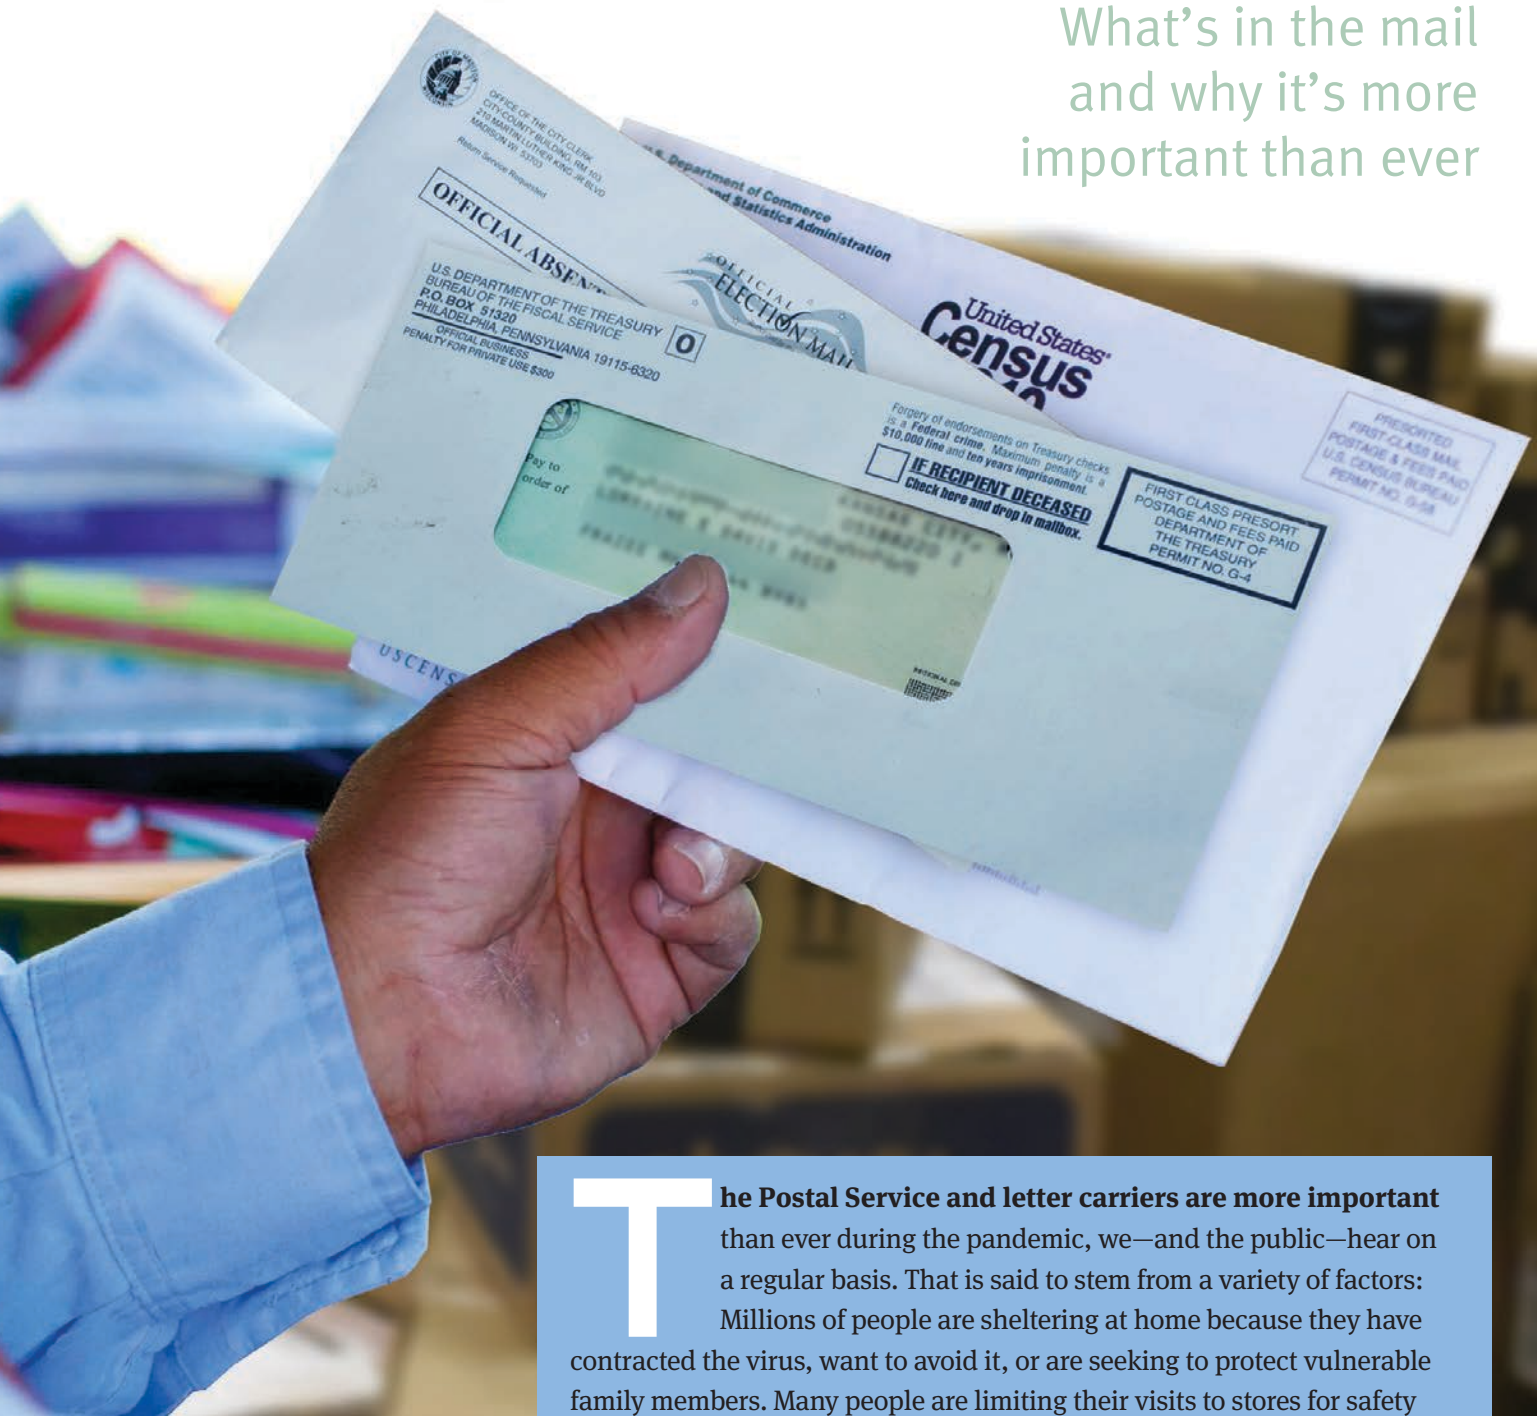 What's in the mail
and why it's more
important than ever
OFFICE OF THE CITY CLERK
CITY-COUNTY BUILDING, RM 103
210 MARTIN LUTHER KING JR BLVD
MADISON WI 53703
Return Service Requested
OFFICIAL ABSENT
OFFICIAL
ELECTION MAIL
U.S. Department of Commerce
and Statistics Administration
United States
Census
PRESORTED
FIRST-CLASS MAIL
POSTAGE & FEES PAID
U.S. CENSUS BUREAU
PERMIT NO. G-58
U.S. DEPARTMENT OF THE TREASURY
BUREAU OF THE FISCAL SERVICE
P.O. BOX 51320
PHILADELPHIA, PENNSYLVANIA 19115-6320
OFFICIAL BUSINESS
PENALTY FOR PRIVATE USE $300
O
Forgery of endorsements on Treasury checks
is a Federal crime. Maximum penalty is a
$10,000 fine and ten years imprisonment.
IF RECIPIENT DECEASED
Check here and drop in mailbox.
FIRST CLASS PRESORT
POSTAGE AND FEES PAID
DEPARTMENT OF
THE TREASURY
PERMIT NO. G-4
Pay to
order of
KANSAS CITY,
USCENS
The Postal Service and letter carriers are more important
than ever during the pandemic, we—and the public—hear on
a regular basis. That is said to stem from a variety of factors:
Millions of people are sheltering at home because they have
contracted the virus, want to avoid it, or are seeking to protect vulnerable
family members. Many people are limiting their visits to stores for safety